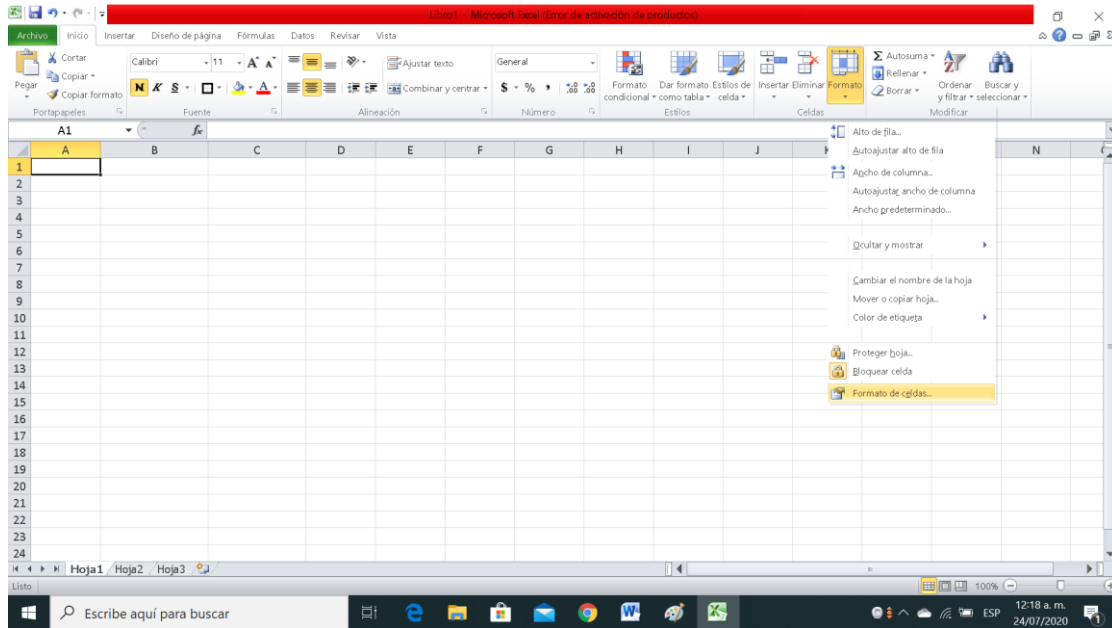 Libro1 - Microsoft Excel (Error de activación de productos)
Archivo Inicio Insertar Diseño de página Fórmulas Datos Revisar Vista
Pegar
Cortar
Copiar
Copiar formato
Portapapeles
Calibri 11 A A
N K S A
Fuente
Ajustar texto
Combinar y centrar
Alineación
General
$ % ,00 ,00
Número
Formato condicional
Dar formato como tabla
Estilos de celda
Estilos
Insertar Eliminar Formato
Celdas
Σ Autosuma
Rellenar
Borrar
Ordenar y filtrar
Buscar y seleccionar
Modificar
A1 fx
A B C D E F G H I J K N
1
2
3
4
5
6
7
8
9
10
11
12
13
14
15
16
17
18
19
20
21
22
23
24
Alto de fila...
Autoajustar alto de fila
Ancho de columna...
Autoajustar ancho de columna
Ancho predeterminado...
Ocultar y mostrar
Cambiar el nombre de la hoja
Mover o copiar hoja...
Color de etiqueta
Proteger hoja...
Bloquear celda
Formato de celdas...
Hoja1 Hoja2 Hoja3
Listo 100%
Escribe aquí para buscar
ESP
12:18 a. m.
24/07/2020
1